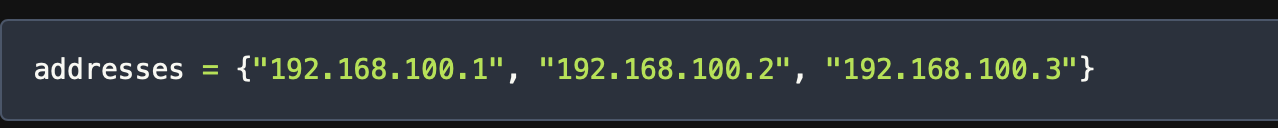 addresses = {"192.168.100.1", "192.168.100.2", "192.168.100.3"}